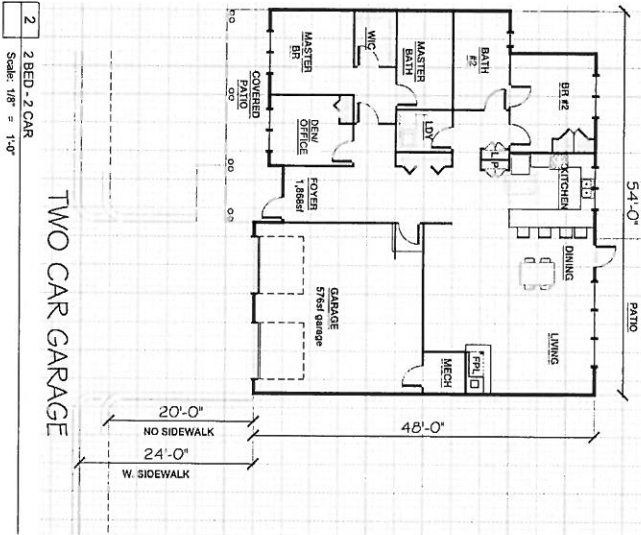 54'-0"
PATIO
BR #2
KITCHEN
DINING
LIVING
BATH
#2
L
P
MASTER
BATH
LDY
WIC
FPL
MECH
MASTER
BR
DEN/
OFFICE
FOYER
1,868sf
GARAGE
576sf garage
COVERED
PATIO
48'-0"
20'-0"
NO SIDEWALK
24'-0"
W. SIDEWALK
TWO CAR GARAGE
2
2 BED - 2 CAR
Scale: 1/8" = 1'-0"